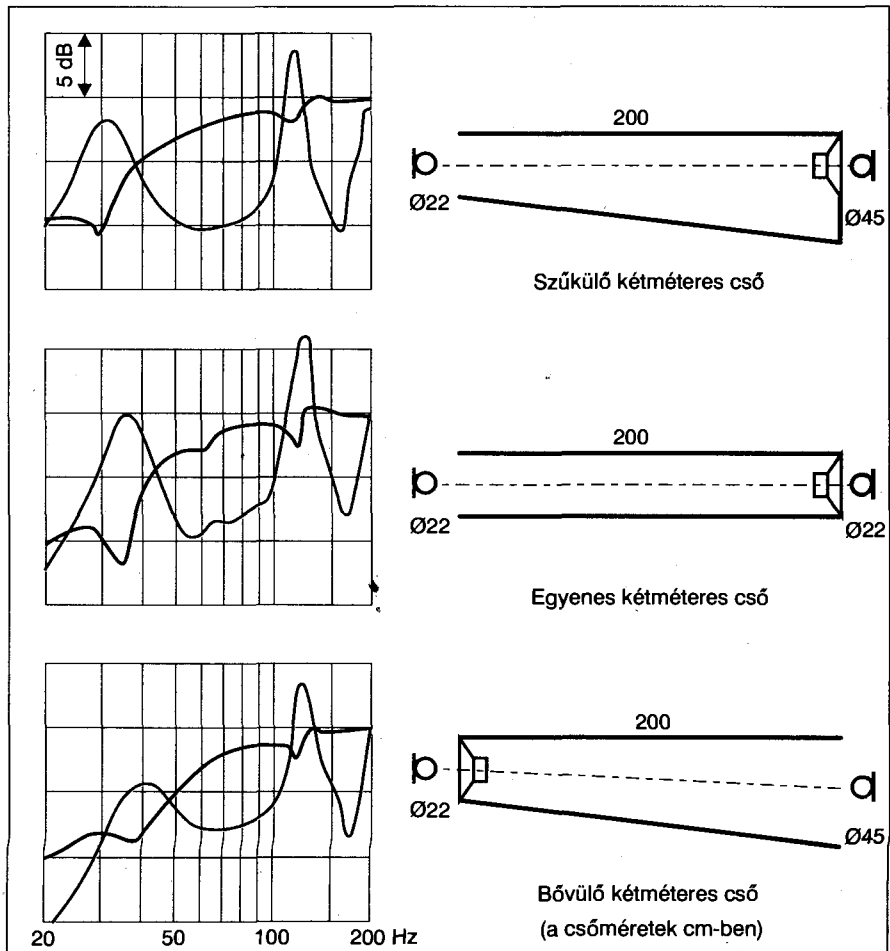 5 dB
200
Ø22
Ø45
Szűkülő kétméteres cső
200
Ø22
Ø22
Egyenes kétméteres cső
200
Ø22
Ø45
Bővülő kétméteres cső
(a csőméretek cm-ben)
20 50 100 200 Hz